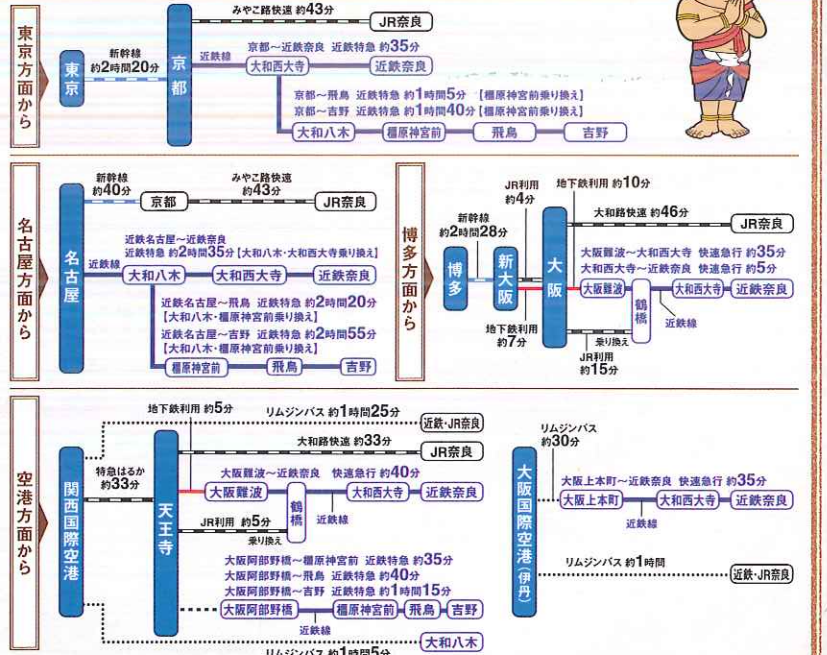 東京方面から
東京
新幹線
約2時間20分
京都
みやこ路快速 約43分
JR奈良
近鉄線
京都〜近鉄奈良 近鉄特急 約35分
大和西大寺
近鉄奈良
京都〜飛鳥 近鉄特急 約1時間5分 【橿原神宮前乗り換え】
京都〜吉野 近鉄特急 約1時間40分【橿原神宮前乗り換え】
大和八木
橿原神宮前
飛鳥
吉野
名古屋方面から
名古屋
新幹線
約40分
京都
みやこ路快速
約43分
JR奈良
近鉄線
近鉄名古屋〜近鉄奈良
近鉄特急 約2時間35分【大和八木・大和西大寺乗り換え】
大和八木
大和西大寺
近鉄奈良
近鉄名古屋〜飛鳥 近鉄特急 約2時間20分
【大和八木・橿原神宮前乗り換え】
近鉄名古屋〜吉野 近鉄特急 約2時間55分
【大和八木・橿原神宮前乗り換え】
橿原神宮前
飛鳥
吉野
博多方面から
博多
新幹線
約2時間28分
新大阪
JR利用
約4分
地下鉄利用
約7分
大阪
地下鉄利用 約10分
大和路快速 約46分
JR奈良
大阪難波〜大和西大寺 快速急行 約35分
大和西大寺〜近鉄奈良 快速急行 約5分
大阪難波
鶴橋
大和西大寺
近鉄奈良
近鉄線
乗り換え
JR利用
約15分
空港方面から
関西国際空港
リムジンバス 約1時間25分
近鉄・JR奈良
特急はるか
約33分
天王寺
地下鉄利用 約5分
大和路快速 約33分
JR奈良
大阪難波〜近鉄奈良 快速急行 約40分
大阪難波
鶴橋
大和西大寺
近鉄奈良
近鉄線
JR利用 約5分
乗り換え
大阪阿部野橋〜橿原神宮前 近鉄特急 約35分
大阪阿部野橋〜飛鳥 近鉄特急 約40分
大阪阿部野橋〜吉野 近鉄特急 約1時間15分
大阪阿部野橋
橿原神宮前
飛鳥
吉野
近鉄線
大和八木
リムジンバス 約1時間5分
大阪国際空港(伊丹)
リムジンバス
約30分
大阪上本町〜近鉄奈良 快速急行 約35分
大阪上本町
大和西大寺
近鉄奈良
近鉄線
リムジンバス 約1時間
近鉄・JR奈良